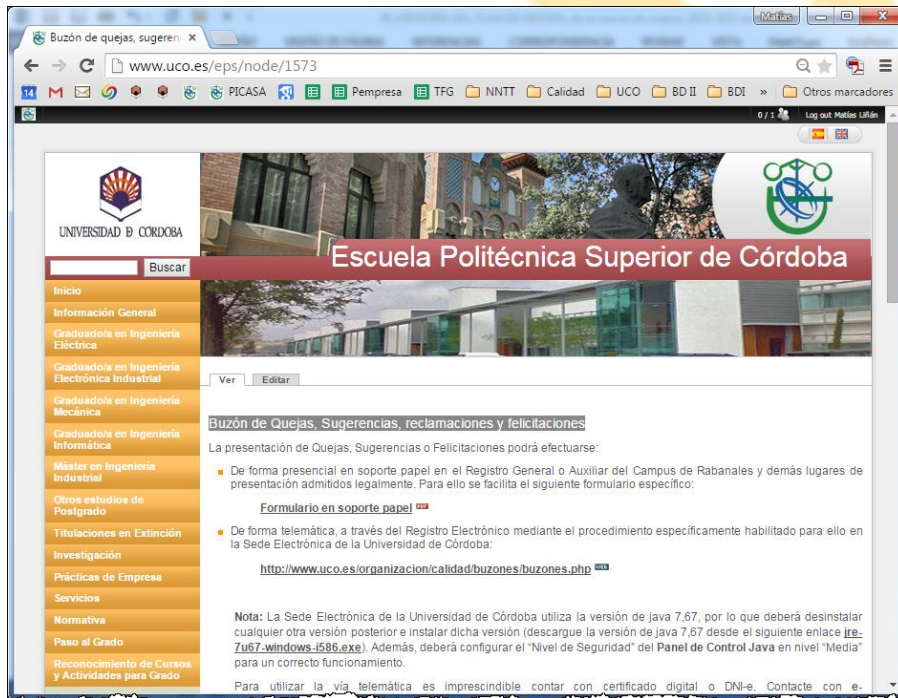 Matías
Buzón de quejas, sugeren
www.uco.es/eps/node/1573
14
PICASA
Pempresa
TFG
NNTT
Calidad
UCO
BD II
BDI
»
Otros marcadores
0 / 1
Log out Matías Liñán
UNIVERSIDAD Ð CORDOBA
Escuela Politécnica Superior de Córdoba
Buscar
Inicio
Información General
Graduado/a en Ingeniería
Eléctrica
Graduado/a en Ingeniería
Electrónica Industrial
Graduado/a en Ingeniería
Mecánica
Graduado/a en Ingeniería
Informática
Máster en Ingeniería
Industrial
Otros estudios de
Postgrado
Titulaciones en Extinción
Investigación
Prácticas de Empresa
Servicios
Normativa
Paso al Grado
Reconocimiento de Cursos
y Actividades para Grado
Ver
Editar
Buzón de Quejas, Sugerencias, reclamaciones y felicitaciones
La presentación de Quejas, Sugerencias o Felicitaciones podrá efectuarse:
De forma presencial en soporte papel en el Registro General o Auxiliar del Campus de Rabanales y demás lugares de
presentación admitidos legalmente. Para ello se facilita el siguiente formulario específico:
Formulario en soporte papel PDF
De forma telemática, a través del Registro Electrónico mediante el procedimiento específicamente habilitado para ello en
la Sede Electrónica de la Universidad de Córdoba:
http://www.uco.es/organizacion/calidad/buzones/buzones.php WEB
Nota: La Sede Electrónica de la Universidad de Córdoba utiliza la versión de java 7,67, por lo que deberá desinstalar
cualquier otra versión posterior e instalar dicha versión (descargue la versión de java 7,67 desde el siguiente enlace jre-
7u67-windows-i586.exe). Además, deberá configurar el "Nivel de Seguridad" del Panel de Control Java en nivel "Media"
para un correcto funcionamiento.
Para utilizar la vía telemática es imprescindible contar con certificado digital o DNI-e. Contacte con e-